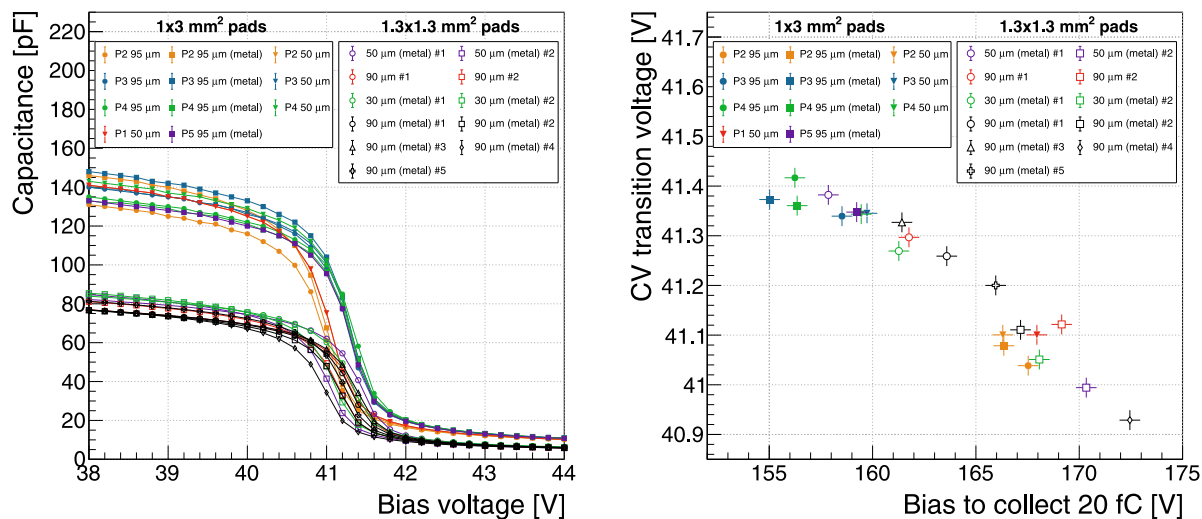 1x3 mm² pads
P2 95 μm
P2 95 μm (metal)
P2 50 μm
P3 95 μm
P3 95 μm (metal)
P3 50 μm
P4 95 μm
P4 95 μm (metal)
P4 50 μm
P1 50 μm
P5 95 μm (metal)
1.3x1.3 mm² pads
50 μm (metal) #1
50 μm (metal) #2
90 μm #1
90 μm #2
30 μm (metal) #1
30 μm (metal) #2
90 μm (metal) #1
90 μm (metal) #2
90 μm (metal) #3
90 μm (metal) #4
90 μm (metal) #5
Capacitance [pF]
220
200
180
160
140
120
100
80
60
40
20
0
38 39 40 41 42 43 44
Bias voltage [V]
1x3 mm² pads
P2 95 μm
P2 95 μm (metal)
P2 50 μm
P3 95 μm
P3 95 μm (metal)
P3 50 μm
P4 95 μm
P4 95 μm (metal)
P4 50 μm
P1 50 μm
P5 95 μm (metal)
1.3x1.3 mm² pads
50 μm (metal) #1
50 μm (metal) #2
90 μm #1
90 μm #2
30 μm (metal) #1
30 μm (metal) #2
90 μm (metal) #1
90 μm (metal) #2
90 μm (metal) #3
90 μm (metal) #4
90 μm (metal) #5
CV transition voltage [V]
41.7
41.6
41.5
41.4
41.3
41.2
41.1
41
40.9
155 160 165 170 175
Bias to collect 20 fC [V]